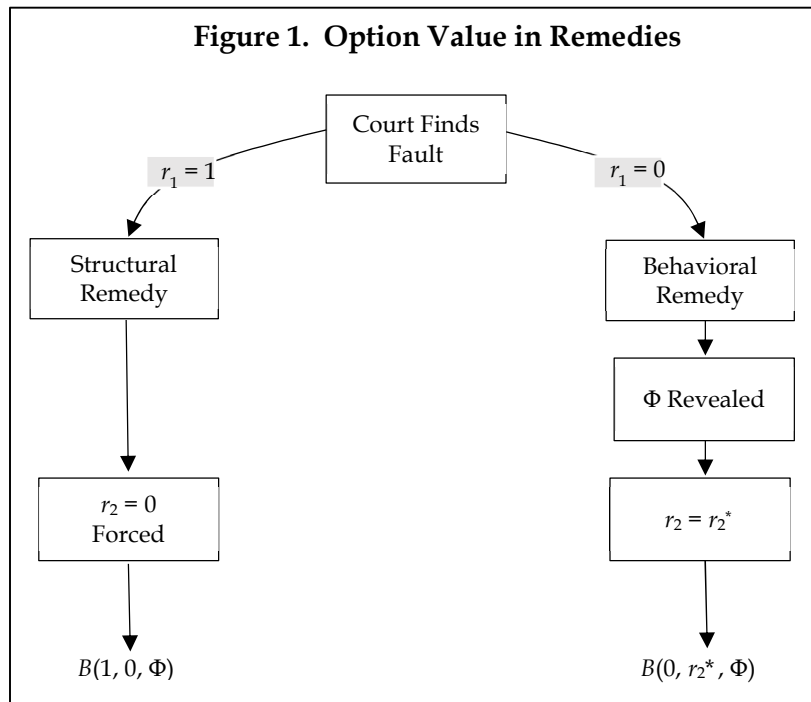 Figure 1. Option Value in Remedies
Court Finds
Fault
r₁ = 1
r₁ = 0
Structural
Remedy
Behavioral
Remedy
Φ Revealed
r₂ = 0
Forced
r₂ = r₂*
B(1, 0, Φ)
B(0, r₂*, Φ)